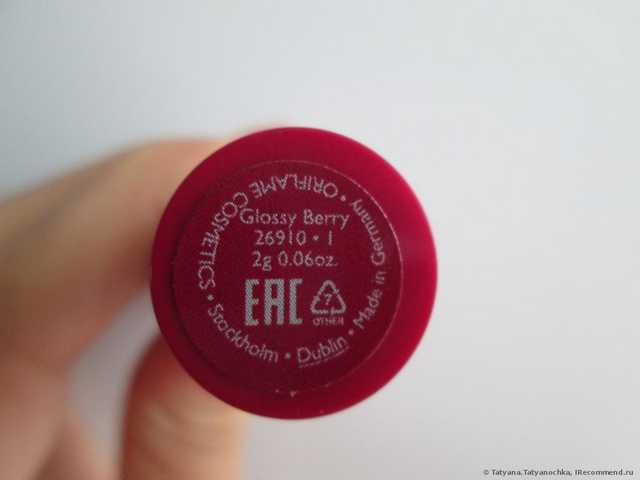 ORIFLAME COSMETICS • Stockholm • Dublin • Made in Germany •
Glossy Berry
26910 • 1
2g 0.06oz.
EAC
7
OTHER
© Tatyana.Tatyanochka, IRecommend.ru